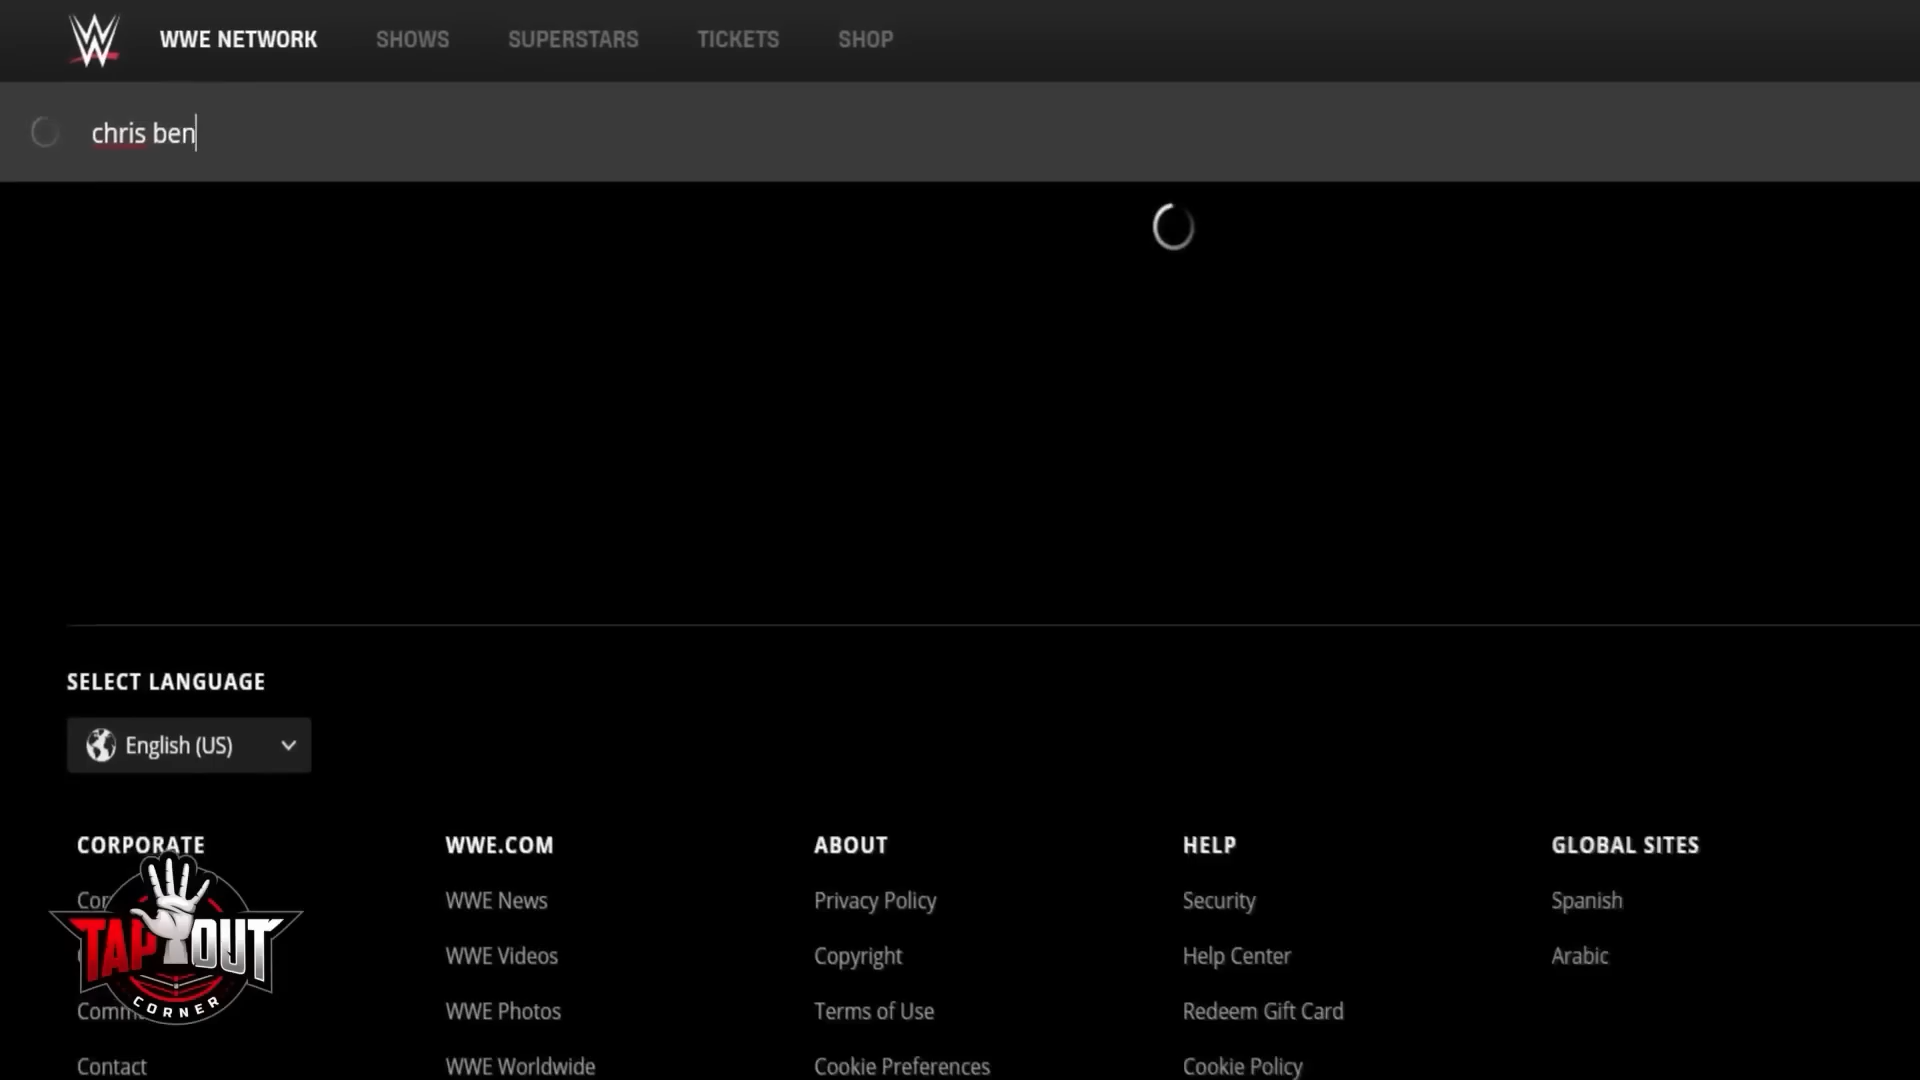 WWE NETWORK SHOWS SUPERSTARS TICKETS SHOP
chris ben
SELECT LANGUAGE
English (US)
CORPORATE
Cor
Comm
Contact
WWE.COM
WWE News
WWE Videos
WWE Photos
WWE Worldwide
ABOUT
Privacy Policy
Copyright
Terms of Use
Cookie Preferences
HELP
Security
Help Center
Redeem Gift Card
Cookie Policy
GLOBAL SITES
Spanish
Arabic
TAP OUT
CORNER